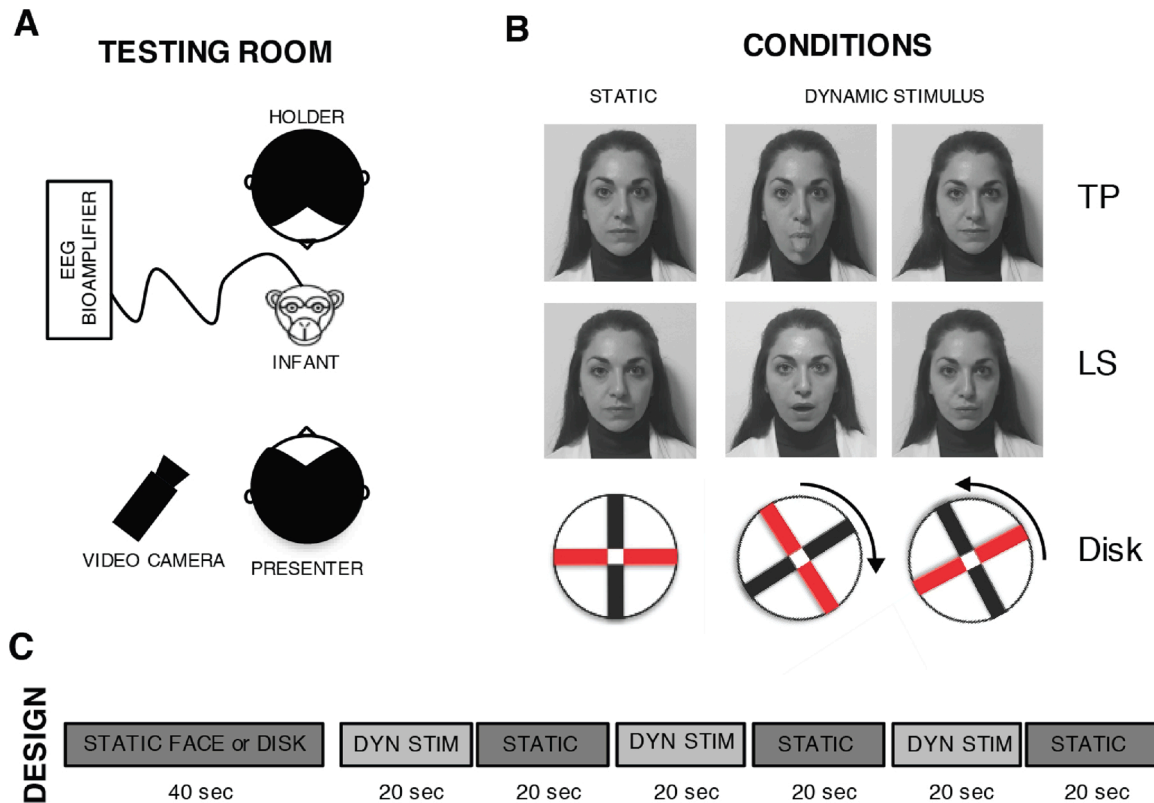 A
TESTING ROOM
HOLDER
EEG
BIOAMPLIFIER
INFANT
VIDEO CAMERA
PRESENTER
B
CONDITIONS
STATIC
DYNAMIC STIMULUS
TP
LS
Disk
C
DESIGN
STATIC FACE or DISK
DYN STIM
STATIC
DYN STIM
STATIC
DYN STIM
STATIC
40 sec
20 sec
20 sec
20 sec
20 sec
20 sec
20 sec